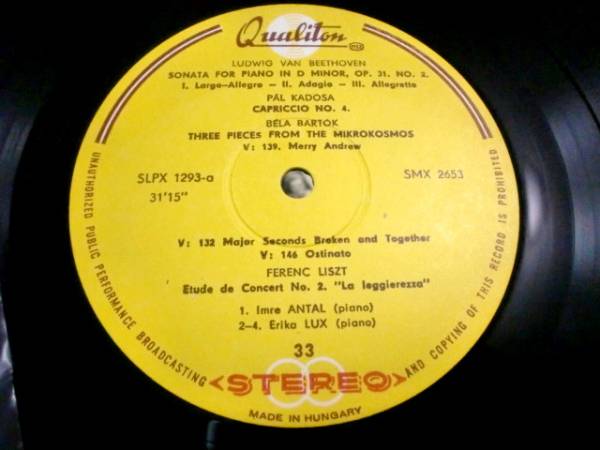 Qualiton
LUDWIG VAN BEETHOVEN
SONATA FOR PIANO IN D MINOR, OP. 31. NO. 2.
I. Largo-Allegro – II. Adagio – III. Allegretto
PÁL KADOSA
CAPRICCIO NO. 4.
BÉLA BARTÓK
THREE PIECES FROM THE MIKROKOSMOS
V: 139. Merry Andrew
SLPX 1293-a
SMX 2653
31'15"
V: 132 Major Seconds Broken and Together
V: 146 Ostinato
FERENC LISZT
Etude de Concert No. 2. "La leggierezza"
1. Imre ANTAL (piano)
2–4. Erika LUX (piano)
33
STEREO
MADE IN HUNGARY
UNAUTHORIZED PUBLIC PERFORMANCE BROADCASTING
AND COPYING OF THIS RECORD IS PROHIBITED